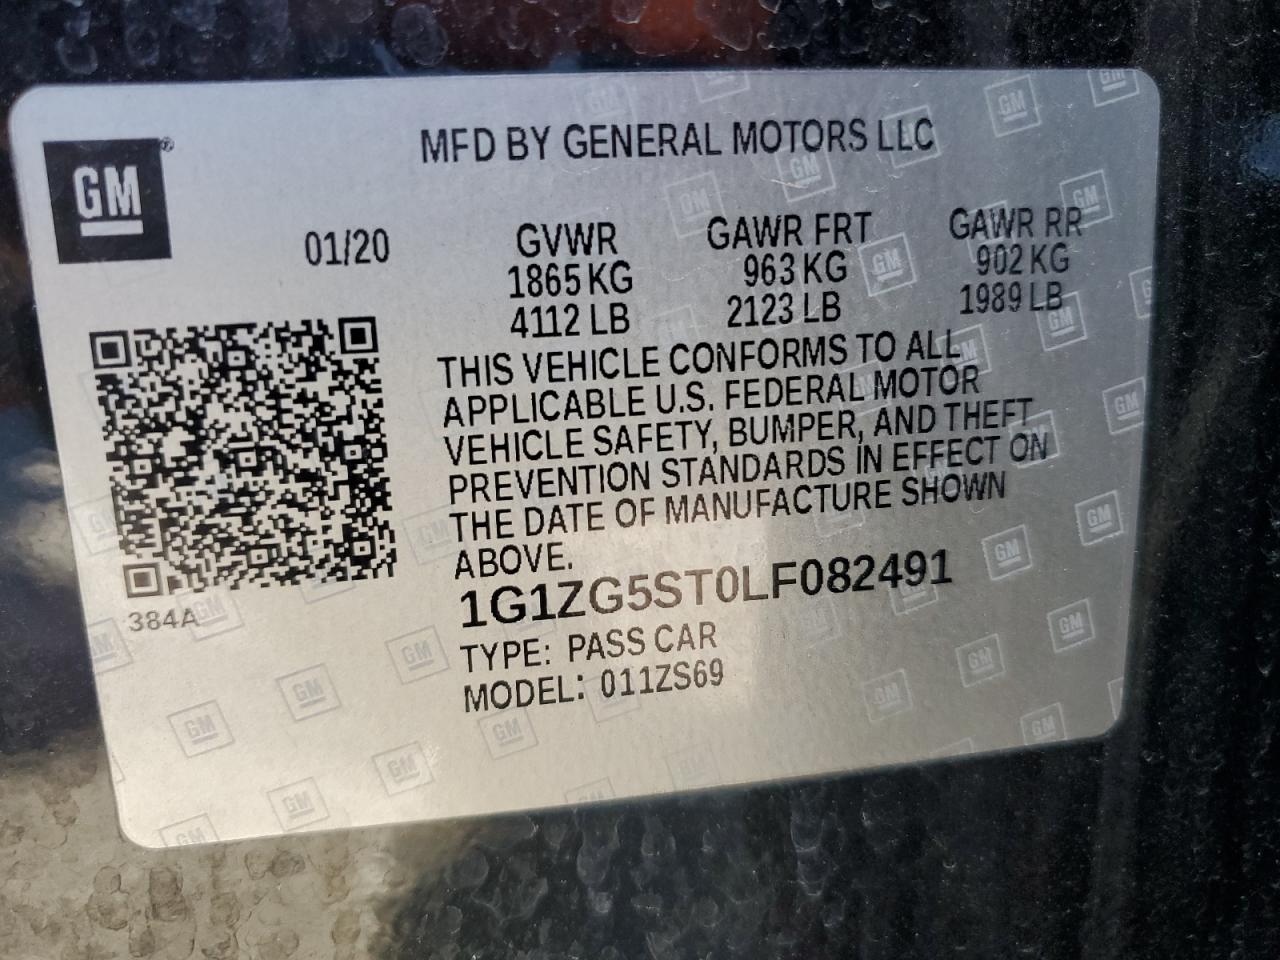 GM®
MFD BY GENERAL MOTORS LLC
01/20
GVWR GAWR FRT GAWR RR
1865 KG 963 KG 902 KG
4112 LB 2123 LB 1989 LB
THIS VEHICLE CONFORMS TO ALL
APPLICABLE U.S. FEDERAL MOTOR
VEHICLE SAFETY, BUMPER, AND THEFT
PREVENTION STANDARDS IN EFFECT ON
THE DATE OF MANUFACTURE SHOWN
ABOVE.
1G1ZG5ST0LF082491
TYPE: PASS CAR
MODEL: 011ZS69
384A